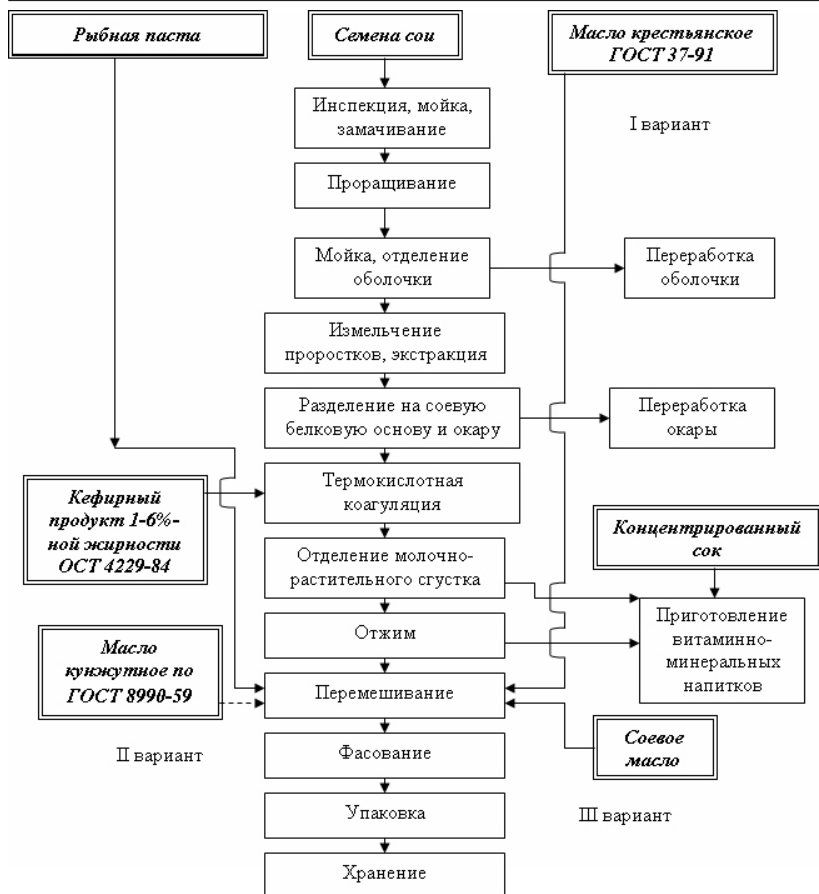 Рыбная паста
Семена сои
Масло крестьянское
ГОСТ 37-91
Инспекция, мойка,
замачивание
I вариант
Проращивание
Мойка, отделение
оболочки
Переработка
оболочки
Измельчение
проростков, экстракция
Разделение на соевую
белковую основу и окару
Переработка
окары
Термокислотная
коагуляция
Кефирный
продукт 1-6%-
ной жирности
ОСТ 4229-84
Концентрированный
сок
Отделение молочно-
растительного сгустка
Приготовление
витаминно-
минеральных
напитков
Отжим
Масло
кунжутное по
ГОСТ 8990-59
Перемешивание
II вариант
Фасование
Соевое
масло
Упаковка
III вариант
Хранение